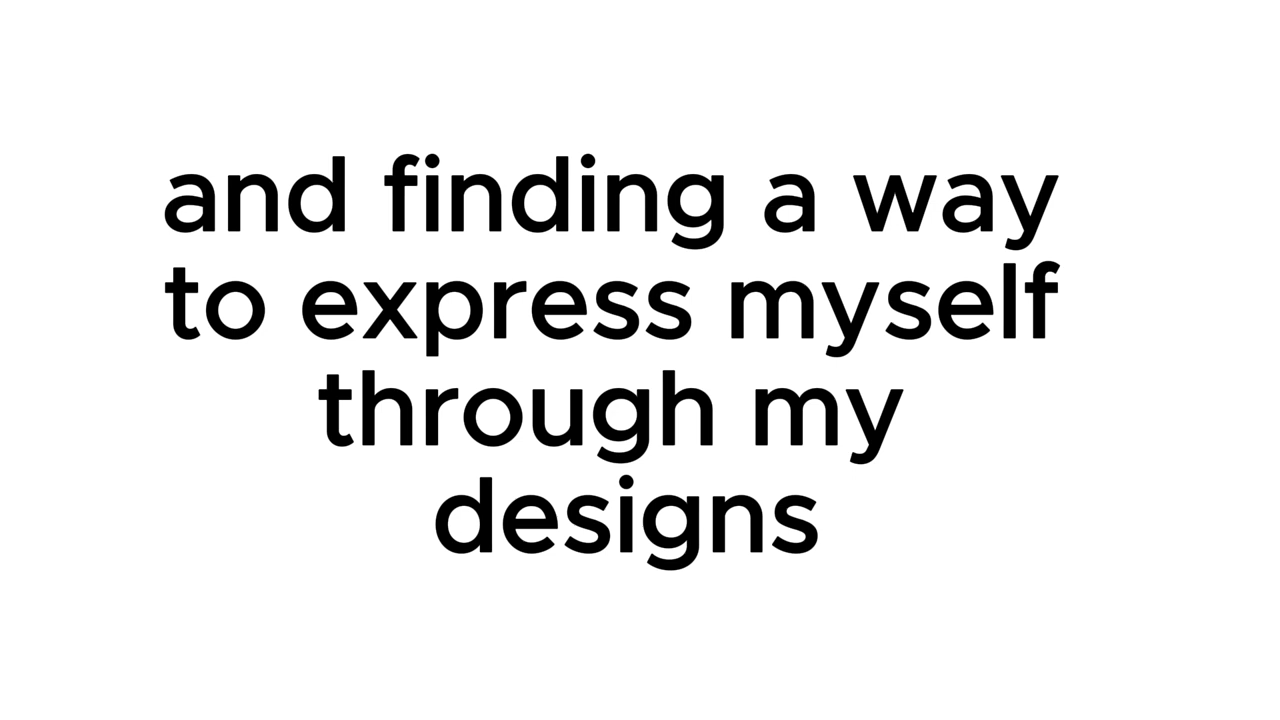 and finding a way
to express myself
through my
designs